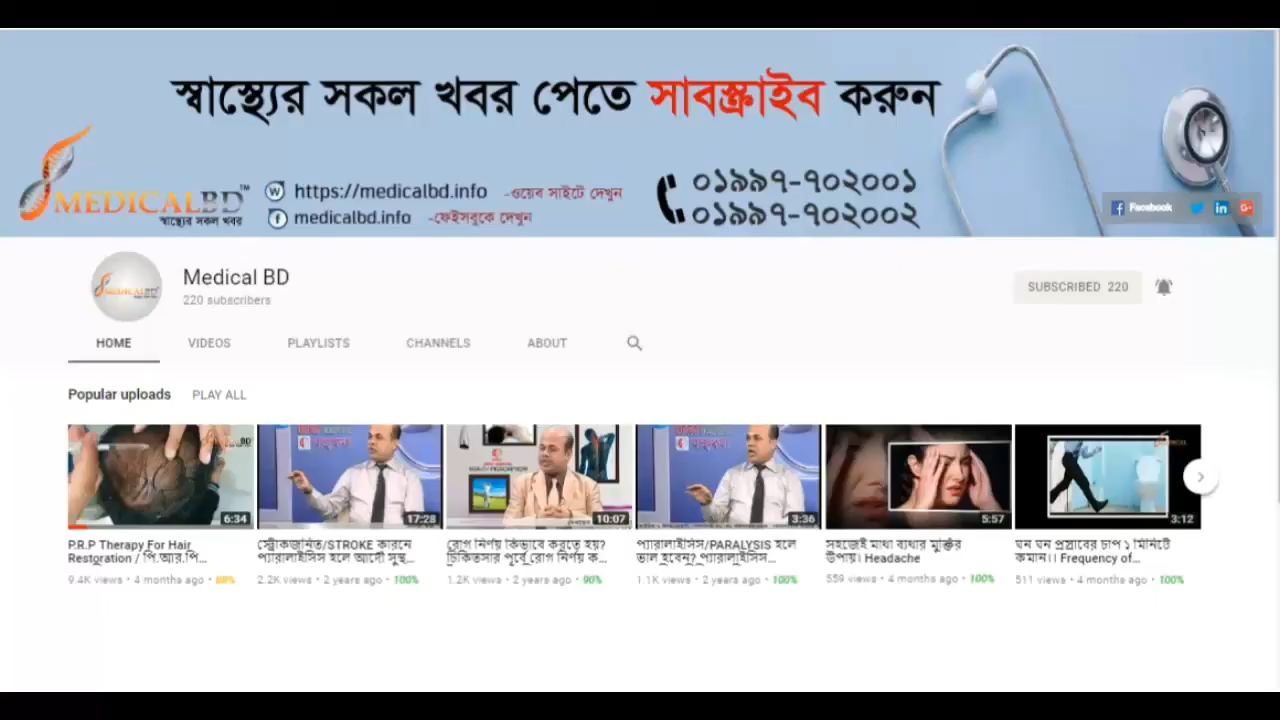 স্বাস্থ্যের সকল খবর পেতে সাবস্ক্রাইব করুন
MEDICALBD™
স্বাস্থ্যের সকল খবর
https://medicalbd.info -ওয়েব সাইটে দেখুন
medicalbd.info -ফেইসবুকে দেখুন
০১৯৯৭-৭০২০০১
০১৯৯৭-৭০২০০২
Facebook
Medical BD
220 subscribers
SUBSCRIBED 220
HOME VIDEOS PLAYLISTS CHANNELS ABOUT
Popular uploads PLAY ALL
6:34 17:28 10:07 3:36 5:57 3:12
P.R.P Therapy For Hair
Restoration / পি.আর.পি...
9.4K views • 4 months ago
স্ট্রোকজনিত/STROKE কারনে
প্যারালাইসিস হলে আদৌ সুস্থ...
2.2K views • 2 years ago • 100%
রোগ নির্ণয় কিভাবে করতে হয়?
চিকিতসার পূর্বে রোগ নির্ণয় ক...
1.2K views • 2 years ago • 90%
প্যারালাইসিস/PARALYSIS হলে
ভাল হবেন? প্যারালাইসিস...
1.1K views • 2 years ago • 100%
সহজেই মাথা ব্যথার মুক্তির
উপায়। Headache
559 views • 4 months ago • 100%
ঘন ঘন প্রস্রাবের চাপ ১ মিনিটে
কমান।। Frequency of...
511 views • 4 months ago • 100%